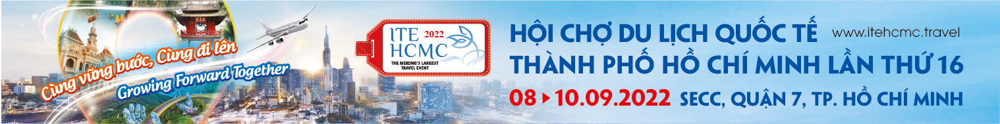 Cùng vững bước, Cùng đi lên
Growing Forward Together
ITE 2022
HCMC
THE MEKONG'S LARGEST
TRAVEL EVENT
HỘI CHỢ DU LỊCH QUỐC TẾ www.itehcmc.travel
THÀNH PHỐ HỒ CHÍ MINH LẦN THỨ 16
08 ▶ 10.09.2022 SECC, QUẬN 7, TP. HỒ CHÍ MINH